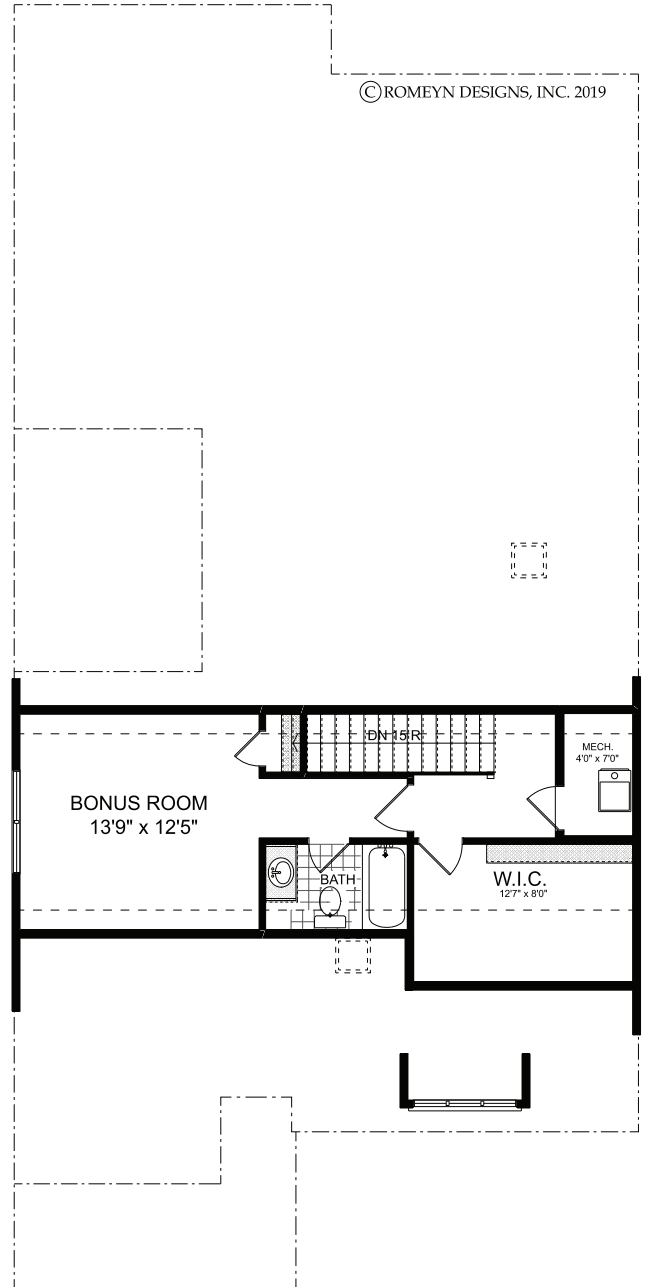 © ROMEYN DESIGNS, INC. 2019
DN 15 R
MECH.
4'0" x 7'0"
BONUS ROOM
13'9" x 12'5"
BATH
W.I.C.
12'7" x 8'0"